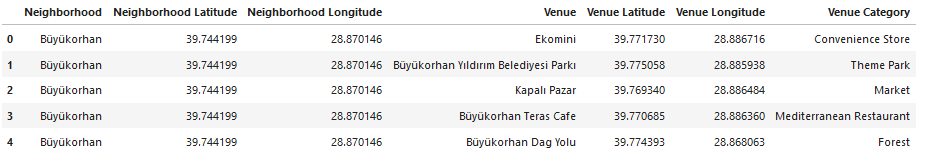 Neighborhood Neighborhood Latitude Neighborhood Longitude Venue Venue Latitude Venue Longitude Venue Category
0 Büyükorhan 39.744199 28.870146 Ekomini 39.771730 28.886716 Convenience Store
1 Büyükorhan 39.744199 28.870146 Büyükorhan Yıldırım Belediyesi Parkı 39.775058 28.885938 Theme Park
2 Büyükorhan 39.744199 28.870146 Kapalı Pazar 39.769340 28.886484 Market
3 Büyükorhan 39.744199 28.870146 Büyükorhan Teras Cafe 39.770685 28.886360 Mediterranean Restaurant
4 Büyükorhan 39.744199 28.870146 Büyükorhan Dag Yolu 39.774393 28.868063 Forest